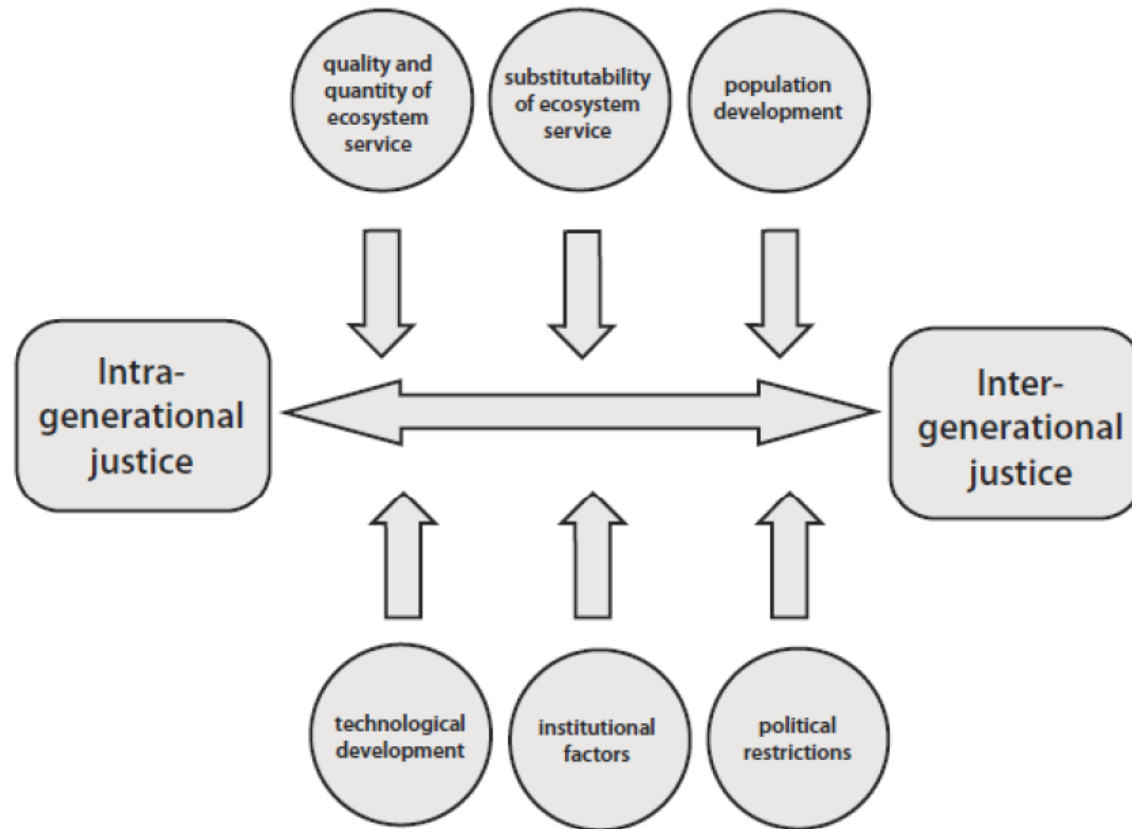 quality and
quantity of
ecosystem
service
substitutability
of ecosystem
service
population
development
Intra-
generational
justice
Inter-
generational
justice
technological
development
institutional
factors
political
restrictions